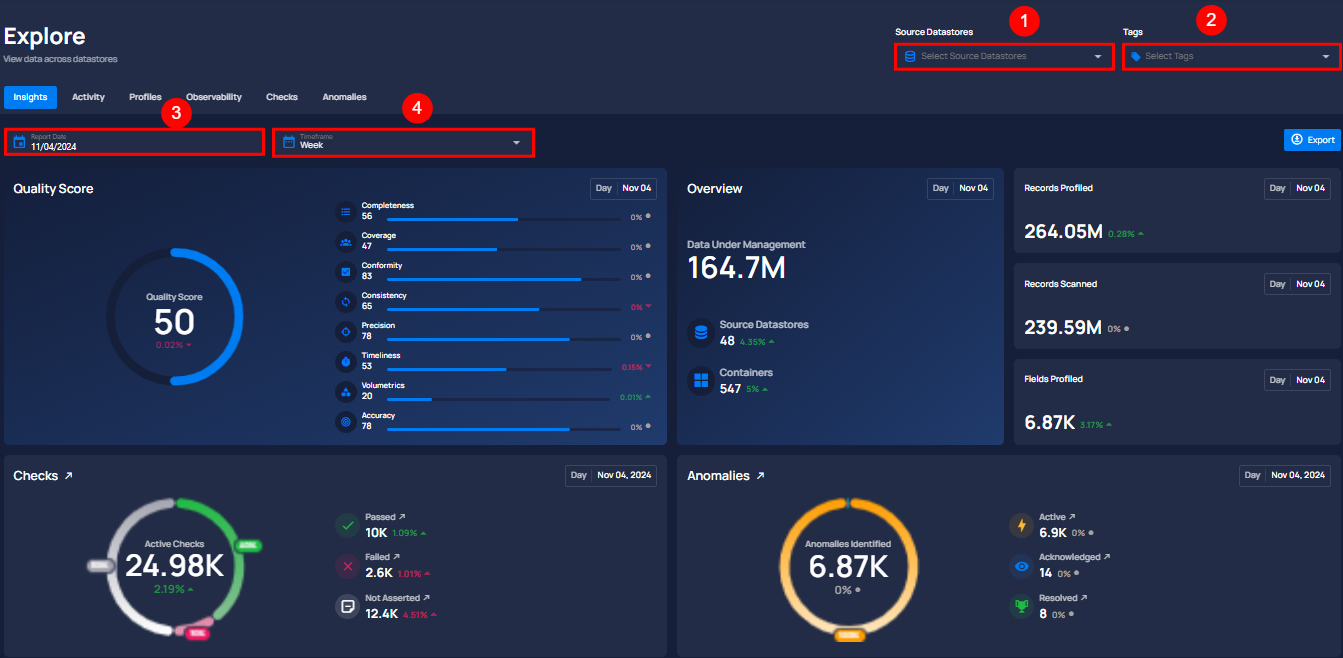 Explore
View data across datastores
Source Datastores
1
Select Source Datastores
Tags
2
Select Tags
Insights Activity Profiles Observability Checks Anomalies
3
Report Date
11/04/2024
4
Timeframe
Week
Export
Quality Score
Day Nov 04
Quality Score
50
0.02%
Completeness
56
0%
Coverage
47
0%
Conformity
83
0%
Consistency
65
0%
Precision
78
0%
Timeliness
53
0.15%
Volumetrics
20
0.01%
Accuracy
78
0%
Overview
Day Nov 04
Data Under Management
164.7M
Source Datastores
48 4.35%
Containers
547 5%
Records Profiled
Day Nov 04
264.05M 0.28%
Records Scanned
Day Nov 04
239.59M 0%
Fields Profiled
Day Nov 04
6.87K 3.17%
Checks
Day Nov 04, 2024
Active Checks
24.98K
2.19%
Passed
10K 1.09%
Failed
2.6K 1.01%
Not Asserted
12.4K 4.51%
Anomalies
Day Nov 04, 2024
Anomalies Identified
6.87K
0%
Active
6.9K 0%
Acknowledged
14 0%
Resolved
8 0%